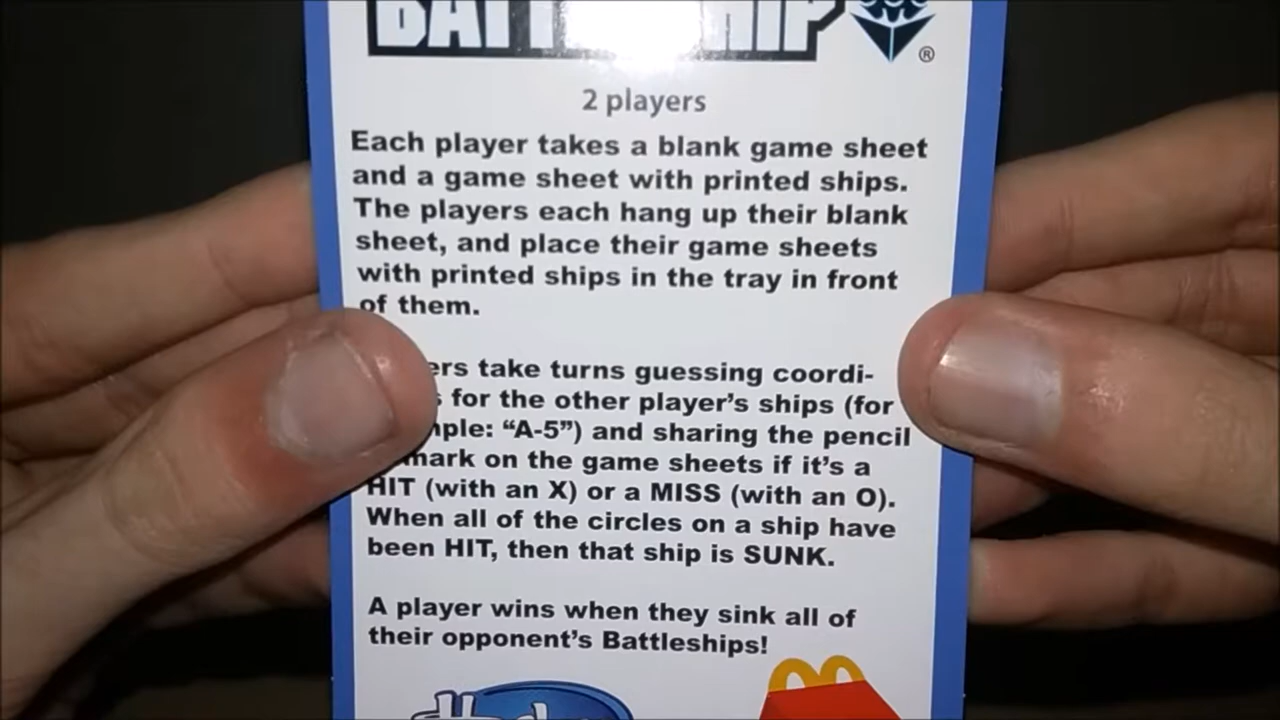 ®
2 players
Each player takes a blank game sheet
and a game sheet with printed ships.
The players each hang up their blank
sheet, and place their game sheets
with printed ships in the tray in front
of them.
take turns guessing coordi-
for the other player's ships (for
"A-5") and sharing the pencil
mark on the game sheets if it's a
HIT (with an X) or a MISS (with an O).
When all of the circles on a ship have
been HIT, then that ship is SUNK.
A player wins when they sink all of
their opponent's Battleships!